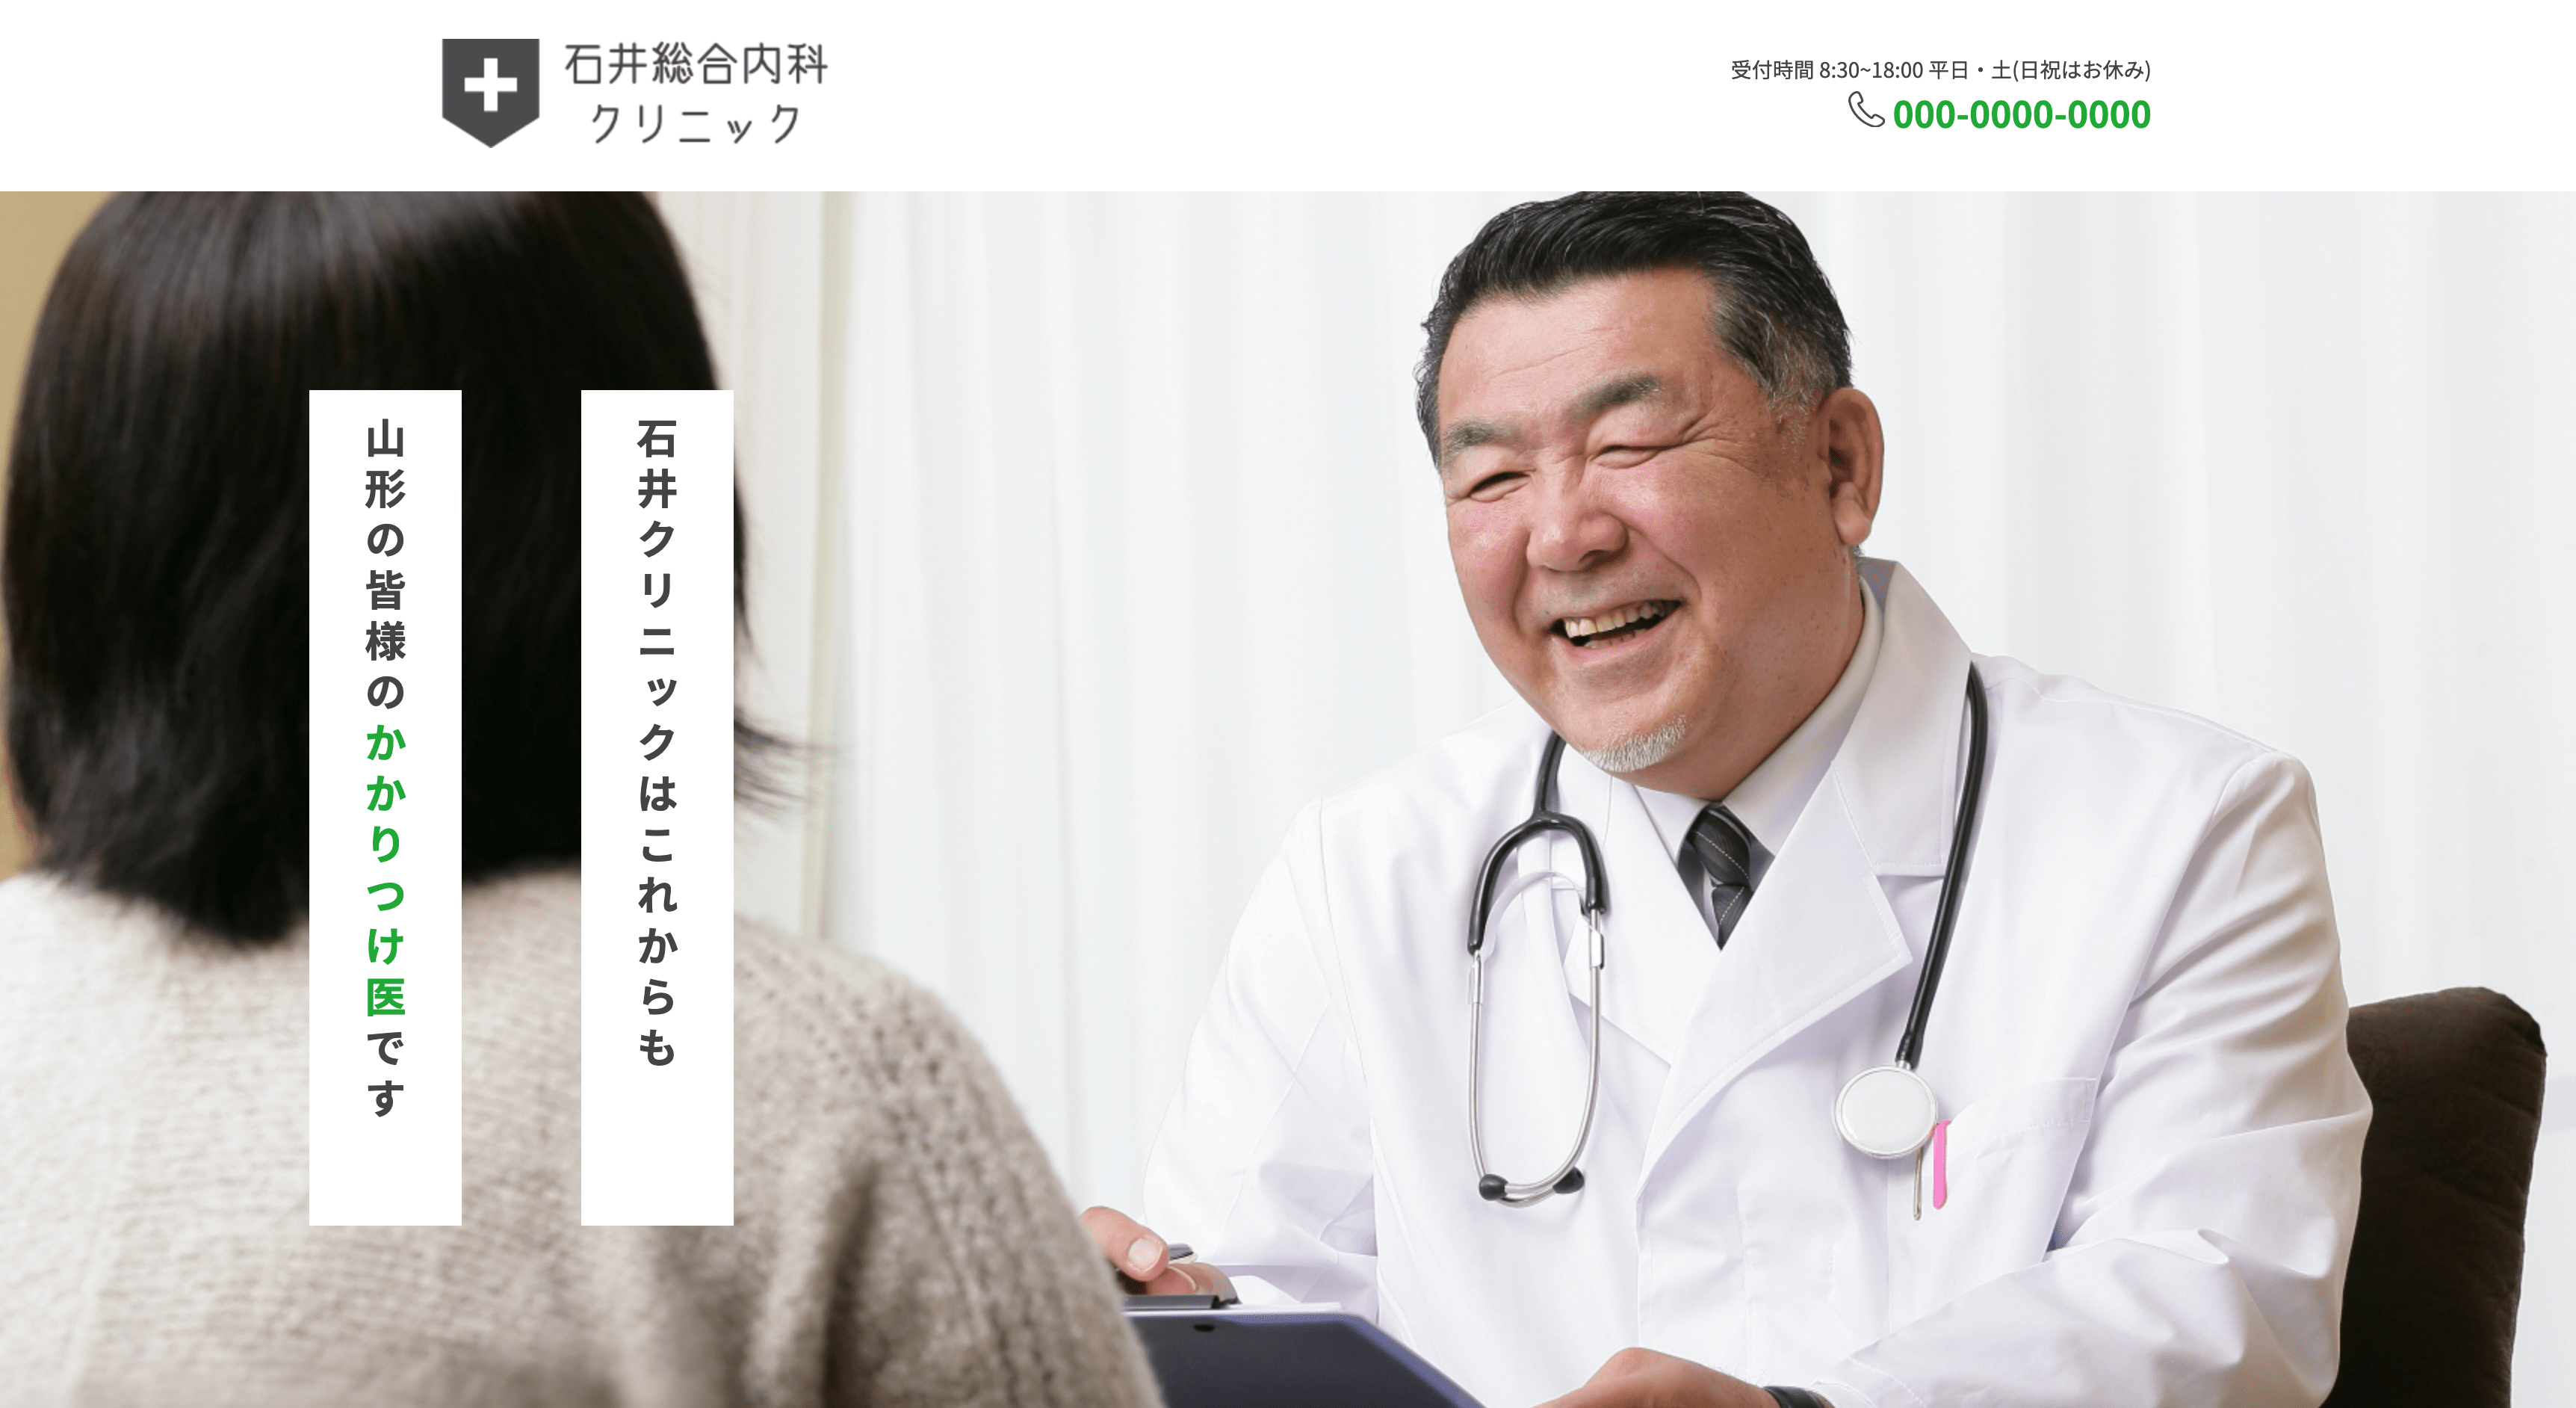 石井総合内科
クリニック
受付時間 8:30~18:00 平日・土(日祝はお休み)
000-0000-0000
石井クリニックはこれからも
山形の皆様のかかりつけ医です